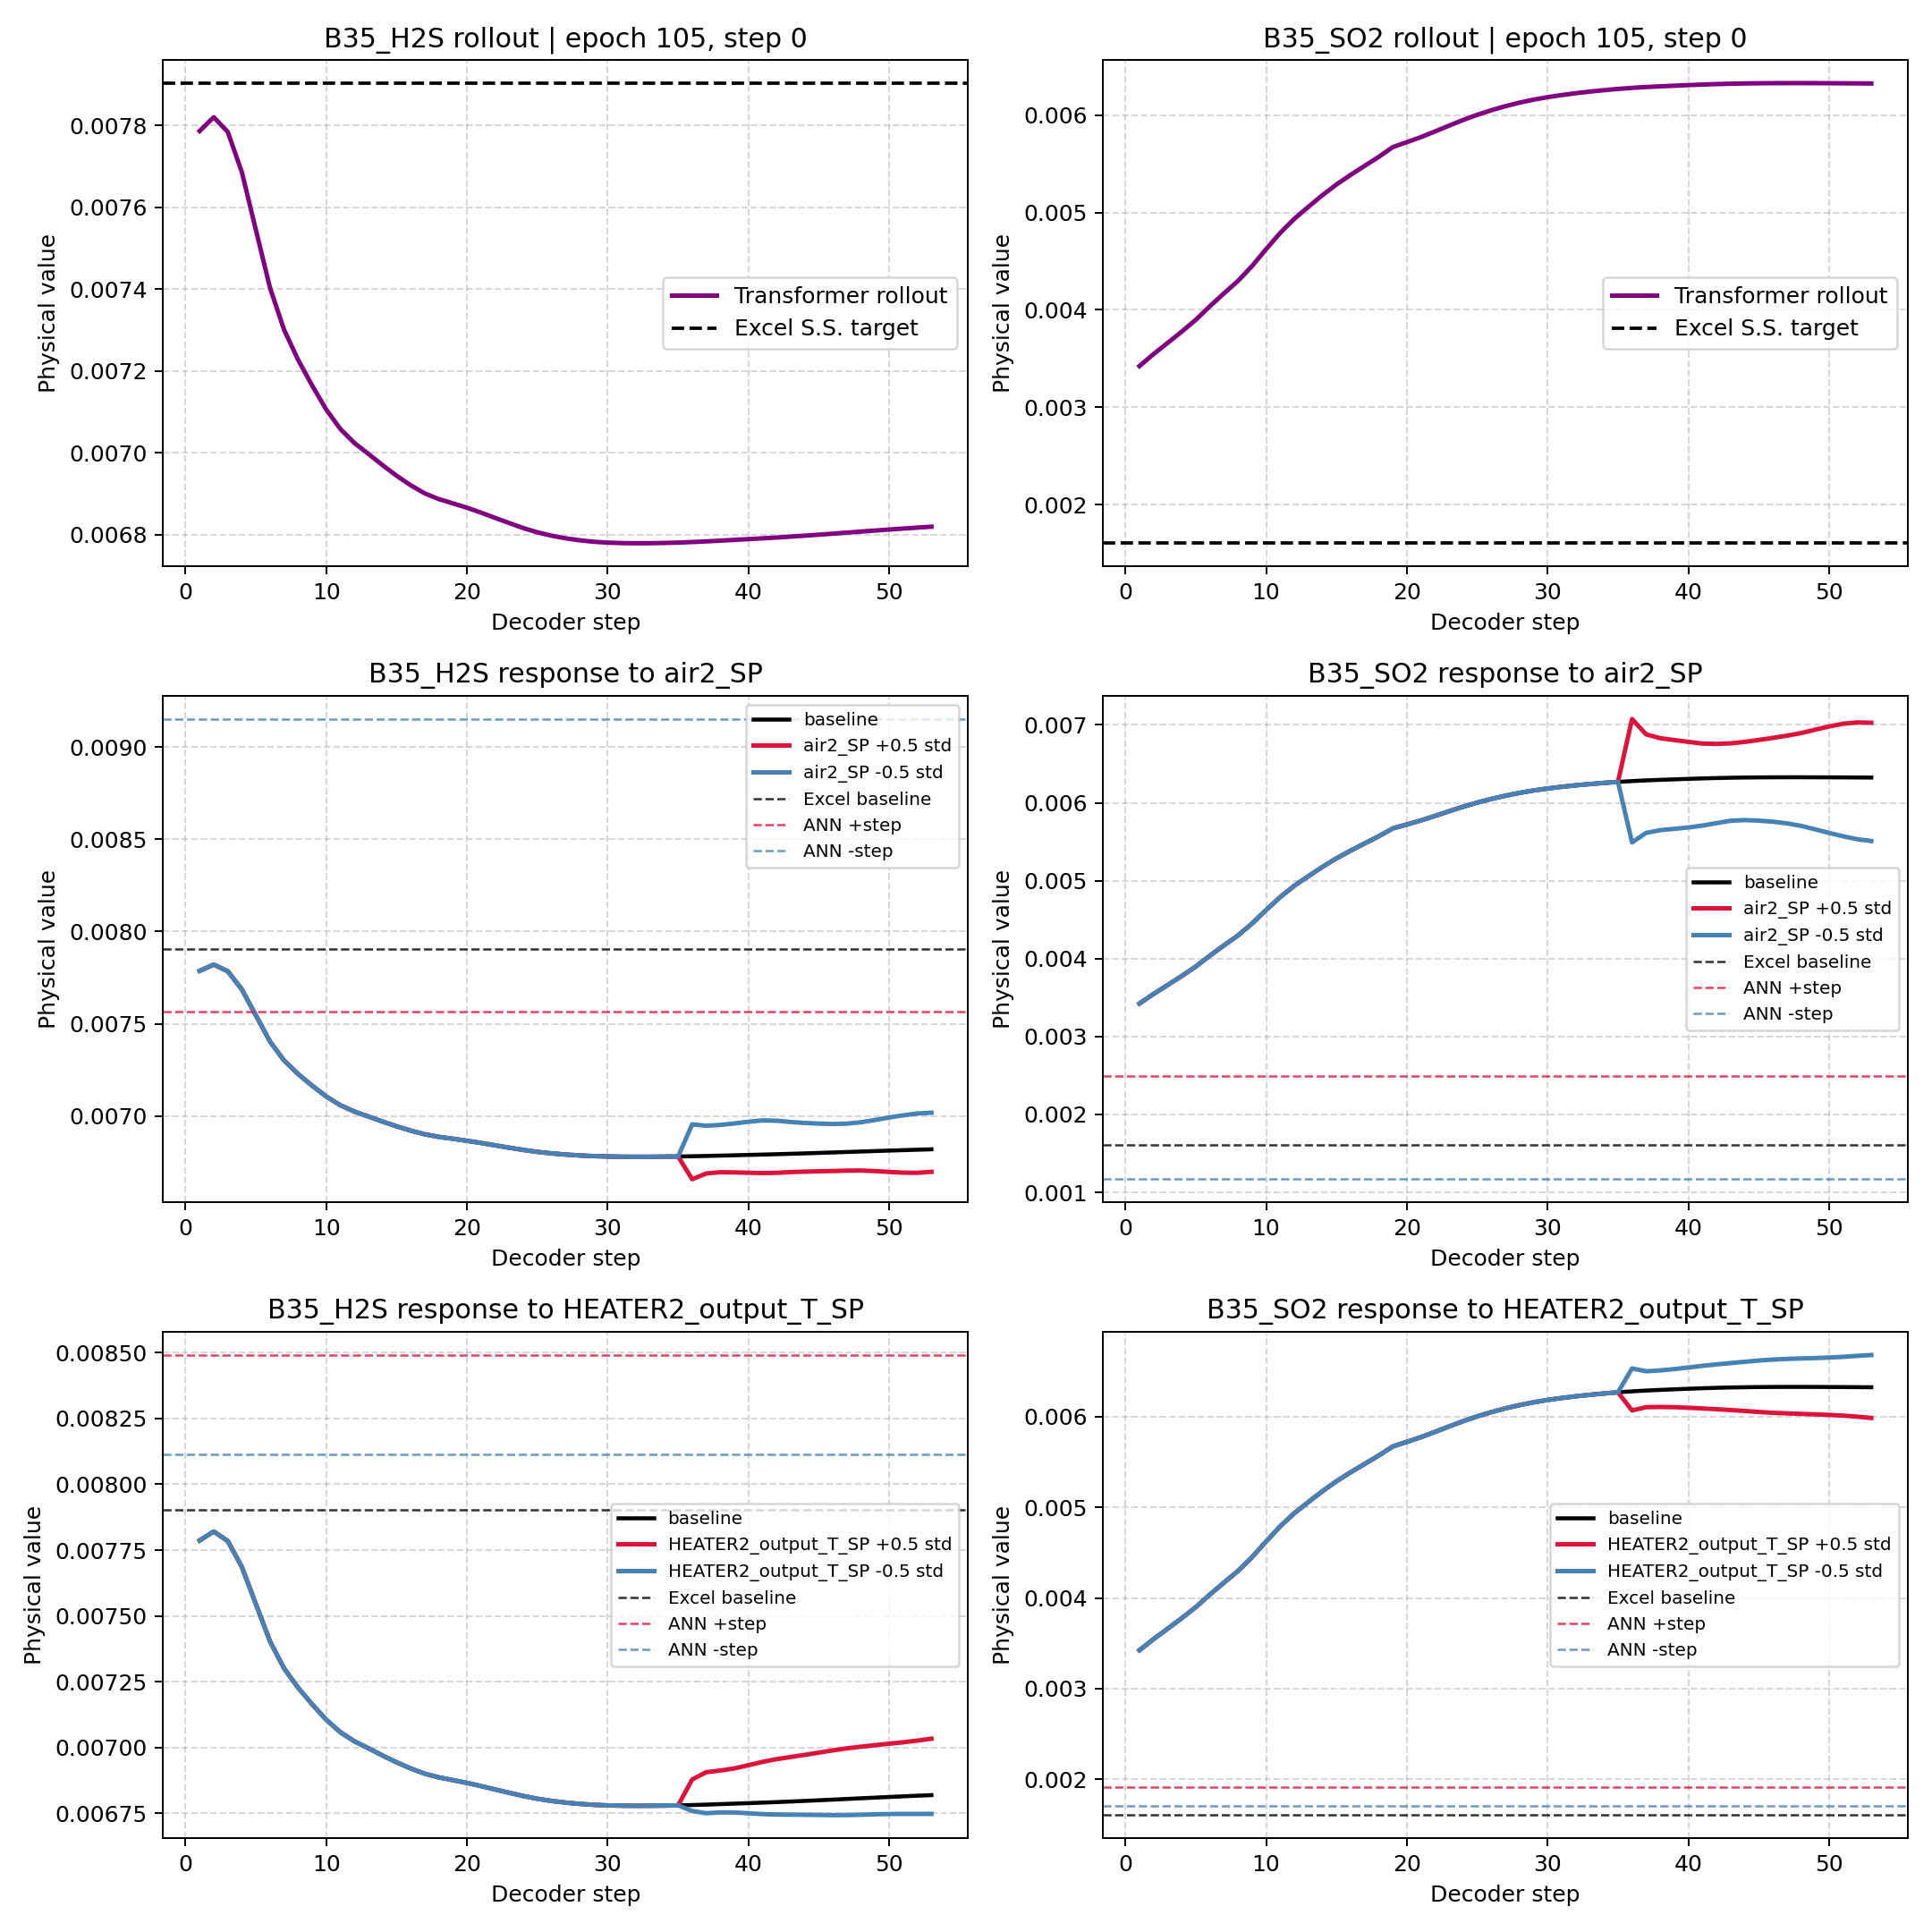 B35_H2S rollout | epoch 105, step 0
Physical value
0.0078
0.0076
0.0074
0.0072
0.0070
0.0068
Transformer rollout
Excel S.S. target
0 10 20 30 40 50
Decoder step
B35_SO2 rollout | epoch 105, step 0
Physical value
0.006
0.005
0.004
0.003
0.002
Transformer rollout
Excel S.S. target
0 10 20 30 40 50
Decoder step
B35_H2S response to air2_SP
Physical value
0.0090
0.0085
0.0080
0.0075
0.0070
baseline
air2_SP +0.5 std
air2_SP -0.5 std
Excel baseline
ANN +step
ANN -step
0 10 20 30 40 50
Decoder step
B35_SO2 response to air2_SP
Physical value
0.007
0.006
0.005
0.004
0.003
0.002
0.001
baseline
air2_SP +0.5 std
air2_SP -0.5 std
Excel baseline
ANN +step
ANN -step
0 10 20 30 40 50
Decoder step
B35_H2S response to HEATER2_output_T_SP
Physical value
0.00850
0.00825
0.00800
0.00775
0.00750
0.00725
0.00700
0.00675
baseline
HEATER2_output_T_SP +0.5 std
HEATER2_output_T_SP -0.5 std
Excel baseline
ANN +step
ANN -step
0 10 20 30 40 50
Decoder step
B35_SO2 response to HEATER2_output_T_SP
Physical value
0.006
0.005
0.004
0.003
0.002
baseline
HEATER2_output_T_SP +0.5 std
HEATER2_output_T_SP -0.5 std
Excel baseline
ANN +step
ANN -step
0 10 20 30 40 50
Decoder step